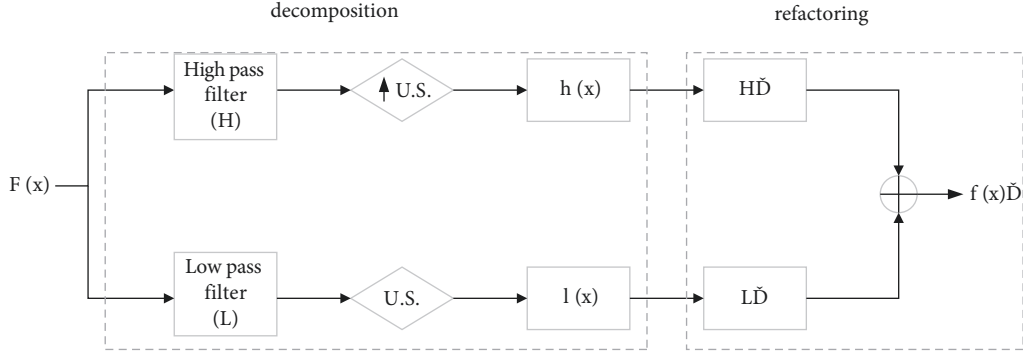 decomposition
refactoring
High pass
filter
(H)
U.S.
h (x)
HĎ
F (x)
f (x)Ď
Low pass
filter
(L)
U.S.
l (x)
LĎ